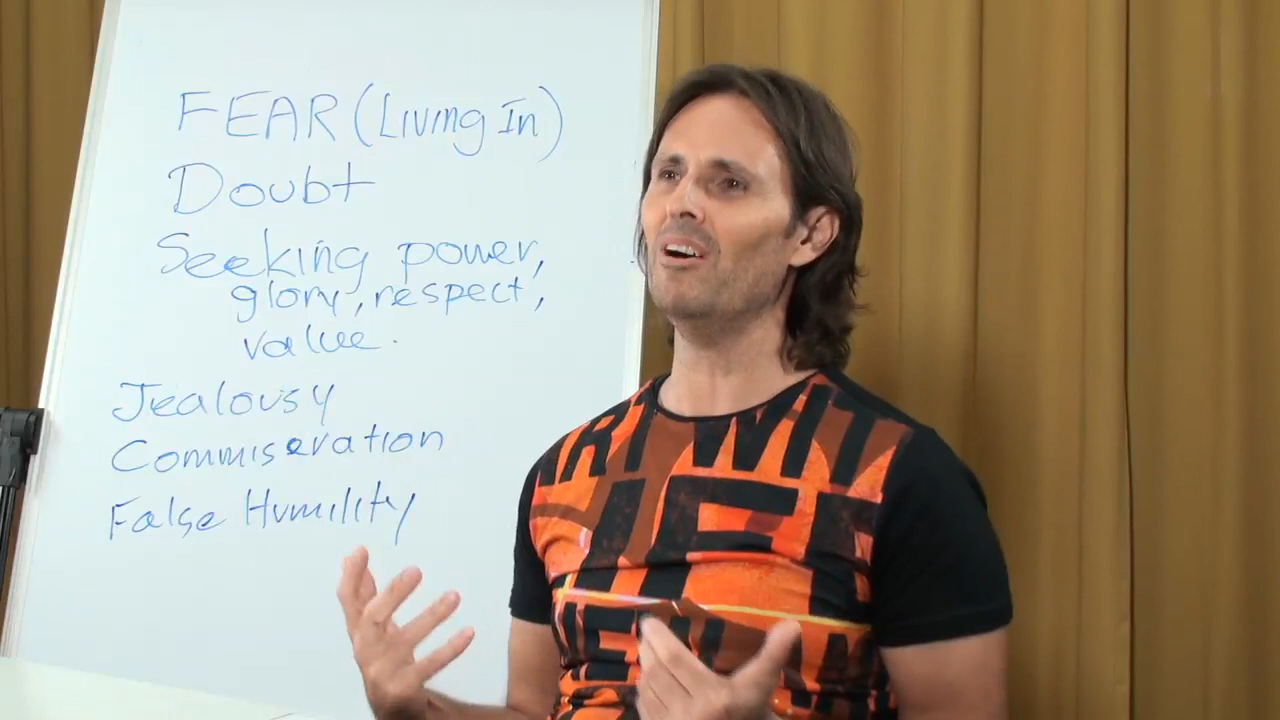 FEAR (Living In)
Doubt
Seeking power,
glory, respect,
value.
Jealousy
Commiseration
False Humility